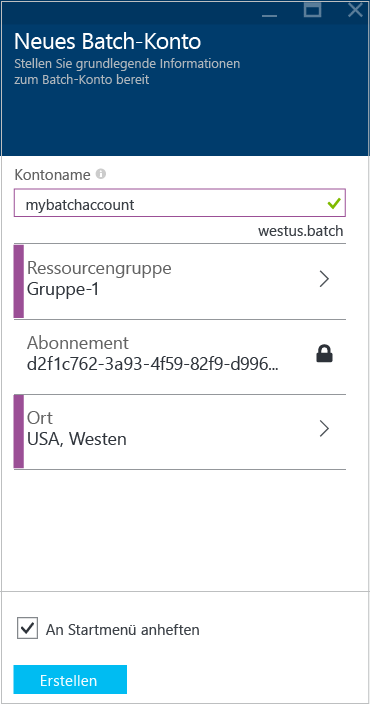 Neues Batch-Konto
Stellen Sie grundlegende Informationen
zum Batch-Konto bereit
Kontoname
mybatchaccount
westus.batch
Ressourcengruppe
Gruppe-1
Abonnement
d2f1c762-3a93-4f59-82f9-d996...
Ort
USA, Westen
An Startmenü anheften
Erstellen